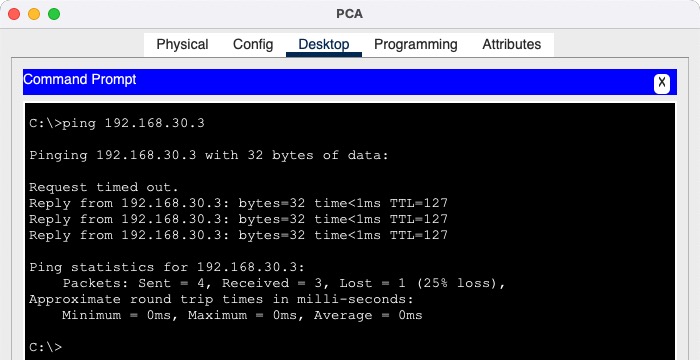 PCA
Physical Config Desktop Programming Attributes
Command Prompt X
C:\>ping 192.168.30.3
Pinging 192.168.30.3 with 32 bytes of data:
Request timed out.
Reply from 192.168.30.3: bytes=32 time<1ms TTL=127
Reply from 192.168.30.3: bytes=32 time<1ms TTL=127
Reply from 192.168.30.3: bytes=32 time<1ms TTL=127
Ping statistics for 192.168.30.3:
    Packets: Sent = 4, Received = 3, Lost = 1 (25% loss),
Approximate round trip times in milli-seconds:
    Minimum = 0ms, Maximum = 0ms, Average = 0ms
C:\>